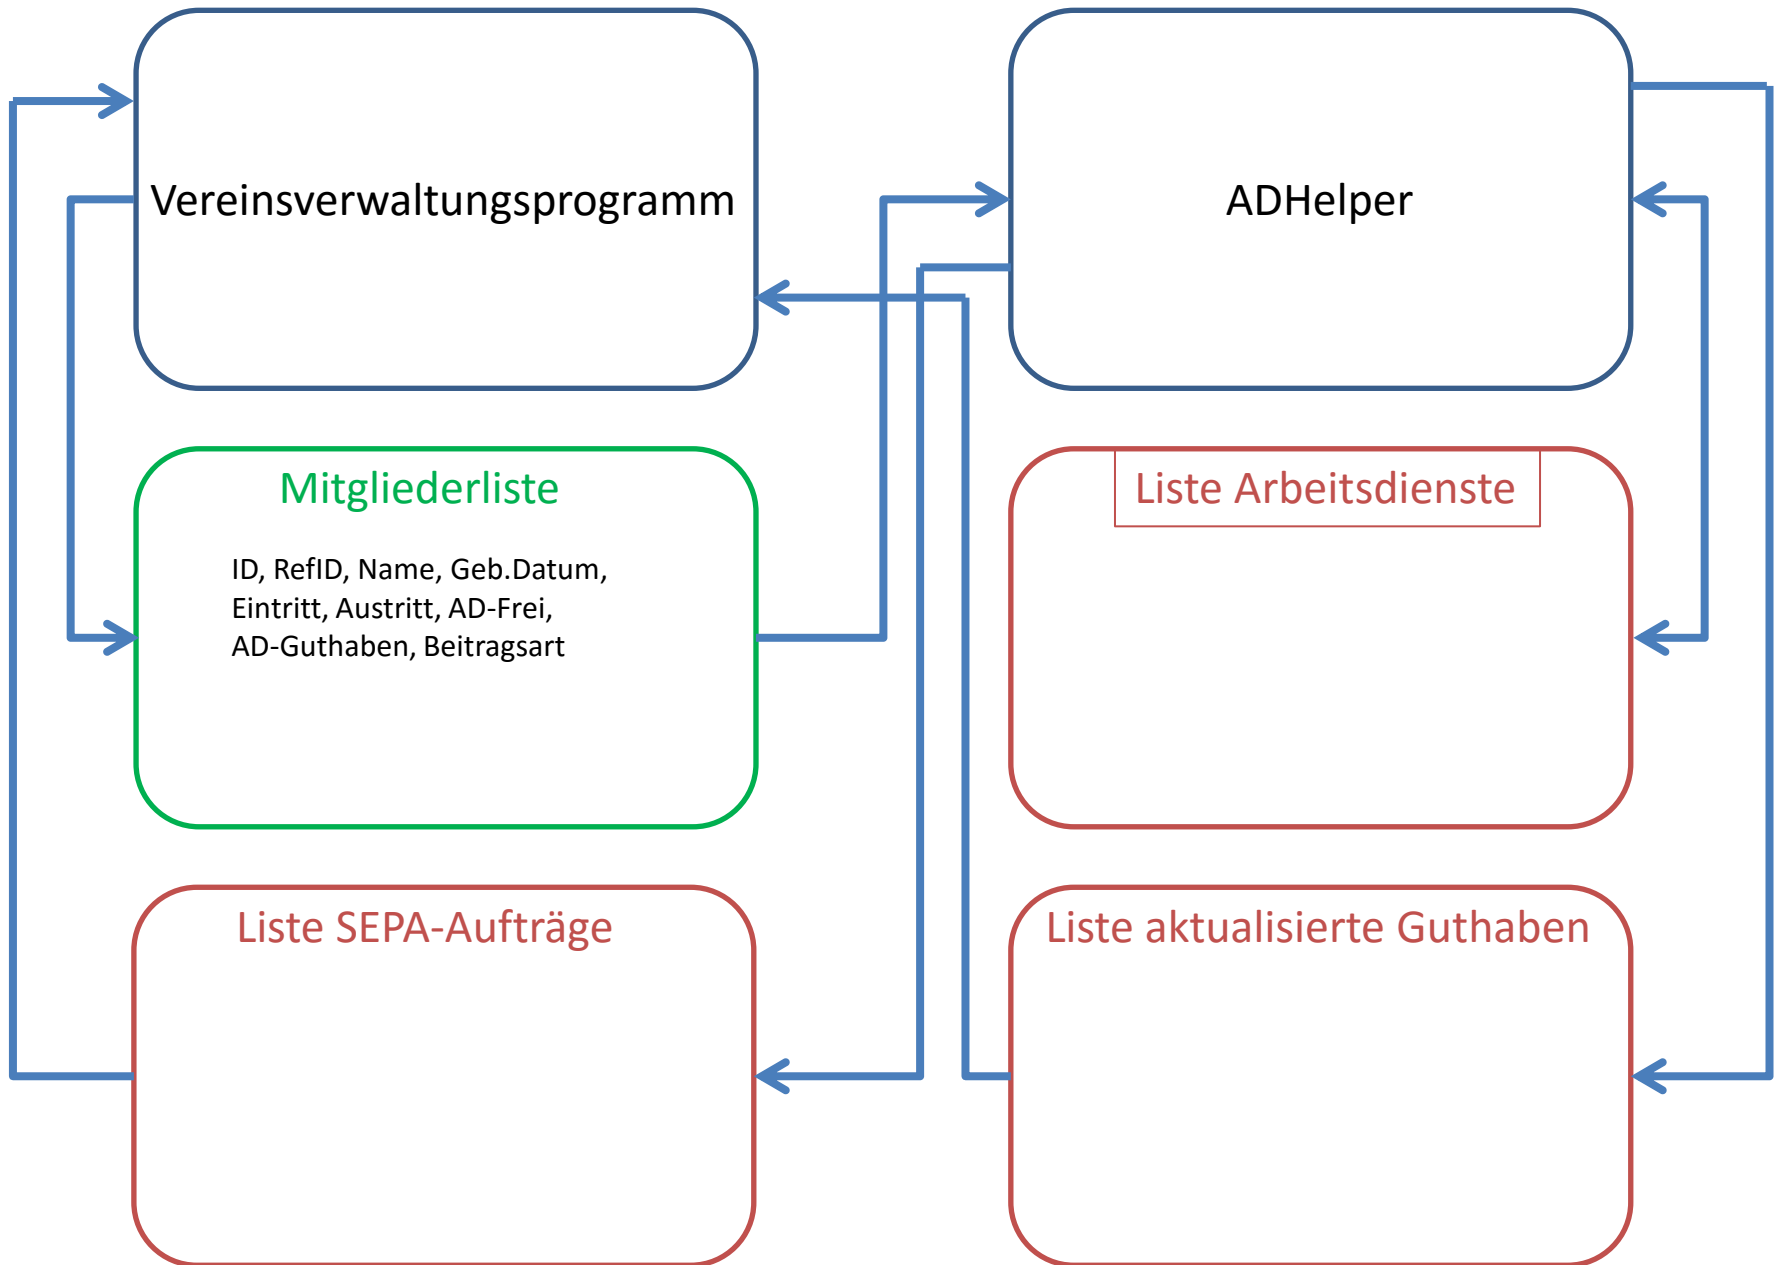 Vereinsverwaltungsprogramm
ADHelper
Mitgliederliste
ID, RefID, Name, Geb.Datum,
Eintritt, Austritt, AD-Frei,
AD-Guthaben, Beitragsart
Liste Arbeitsdienste
Liste SEPA-Aufträge
Liste aktualisierte Guthaben